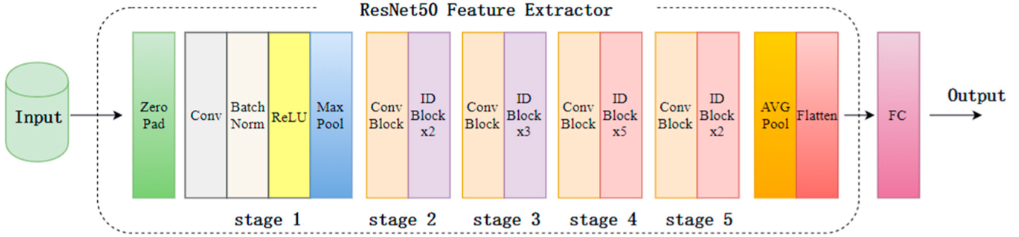 ResNet50 Feature Extractor
Input
Zero
Pad
Conv
Batch
Norm
ReLU
Max
Pool
Conv
Block
ID
Block
x2
Conv
Block
ID
Block
x3
Conv
Block
ID
Block
x5
Conv
Block
ID
Block
x2
AVG
Pool
Flatten
FC
Output
stage 1
stage 2
stage 3
stage 4
stage 5